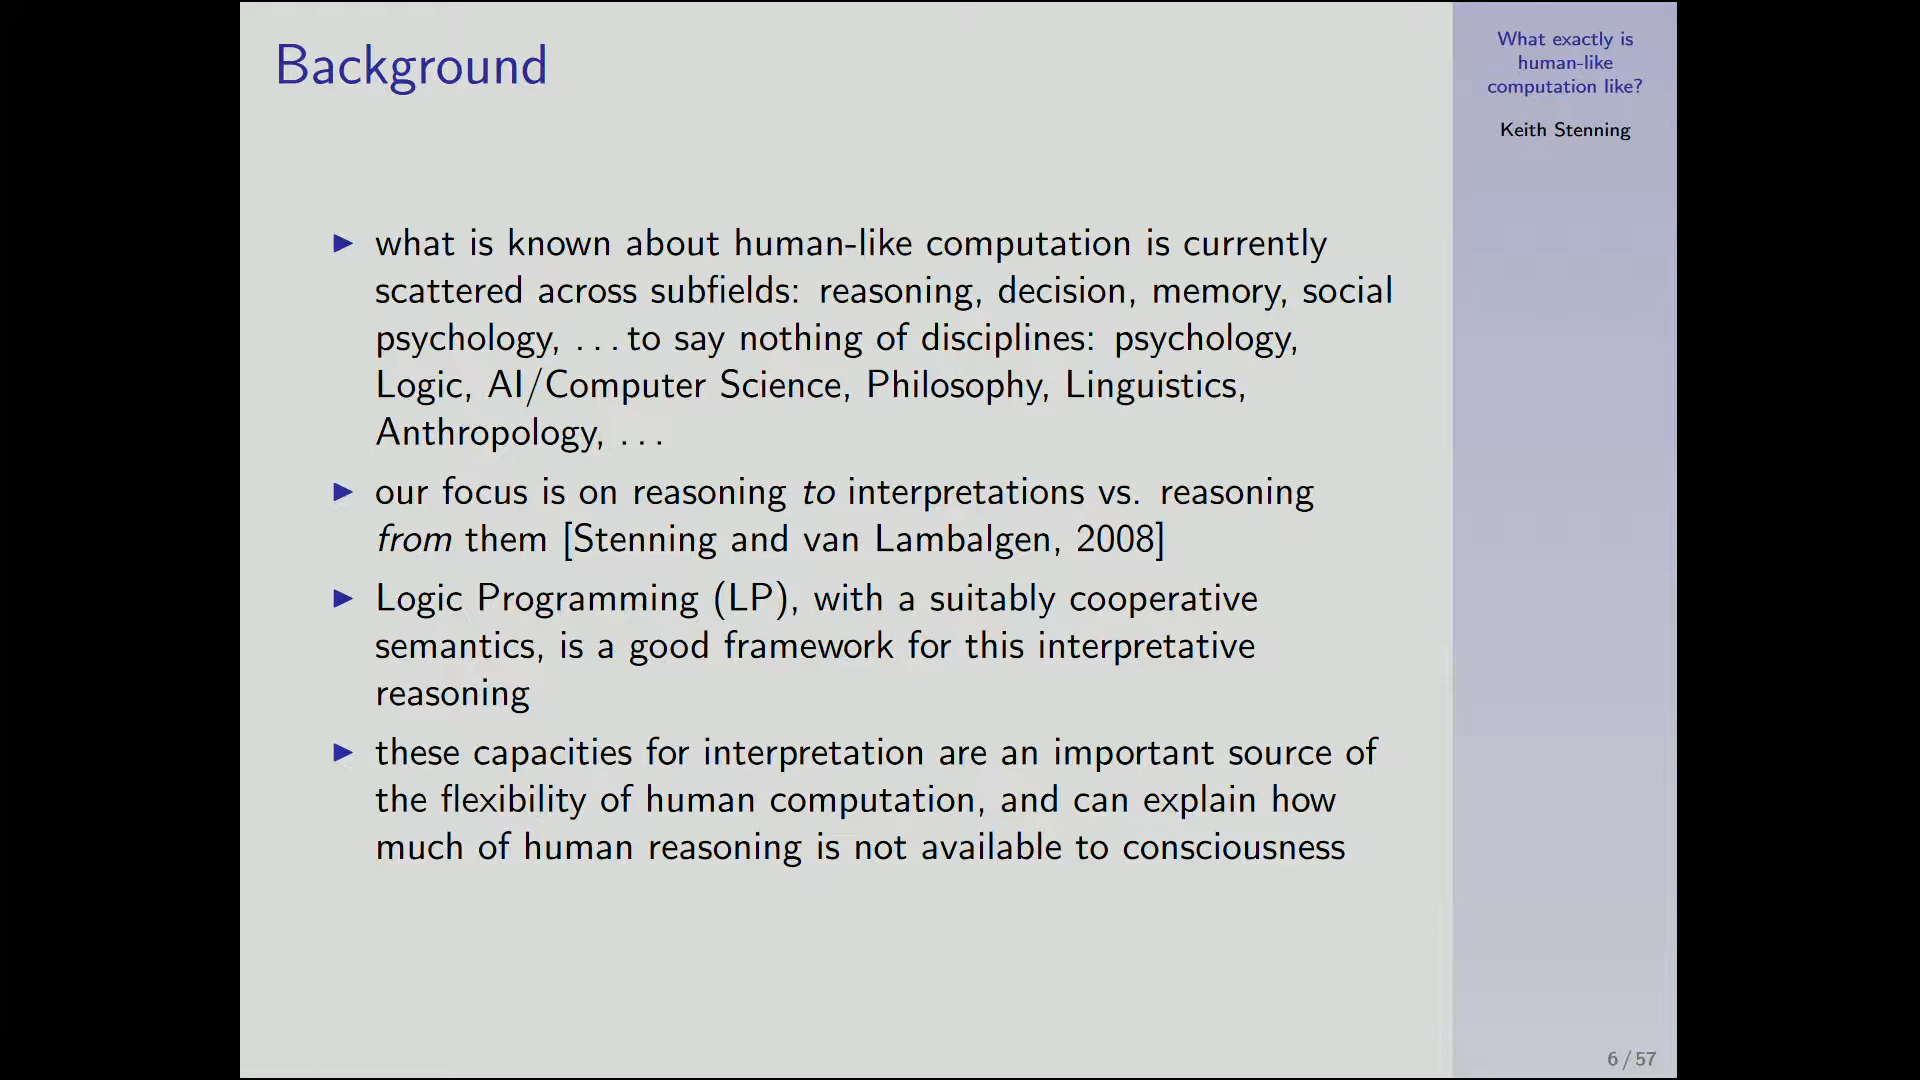 Background
▶ what is known about human-like computation is currently
scattered across subfields: reasoning, decision, memory, social
psychology, . . . to say nothing of disciplines: psychology,
Logic, AI/Computer Science, Philosophy, Linguistics,
Anthropology, . . .
▶ our focus is on reasoning to interpretations vs. reasoning
from them [Stenning and van Lambalgen, 2008]
▶ Logic Programming (LP), with a suitably cooperative
semantics, is a good framework for this interpretative
reasoning
▶ these capacities for interpretation are an important source of
the flexibility of human computation, and can explain how
much of human reasoning is not available to consciousness
What exactly is
human-like
computation like?
Keith Stenning
6 / 57